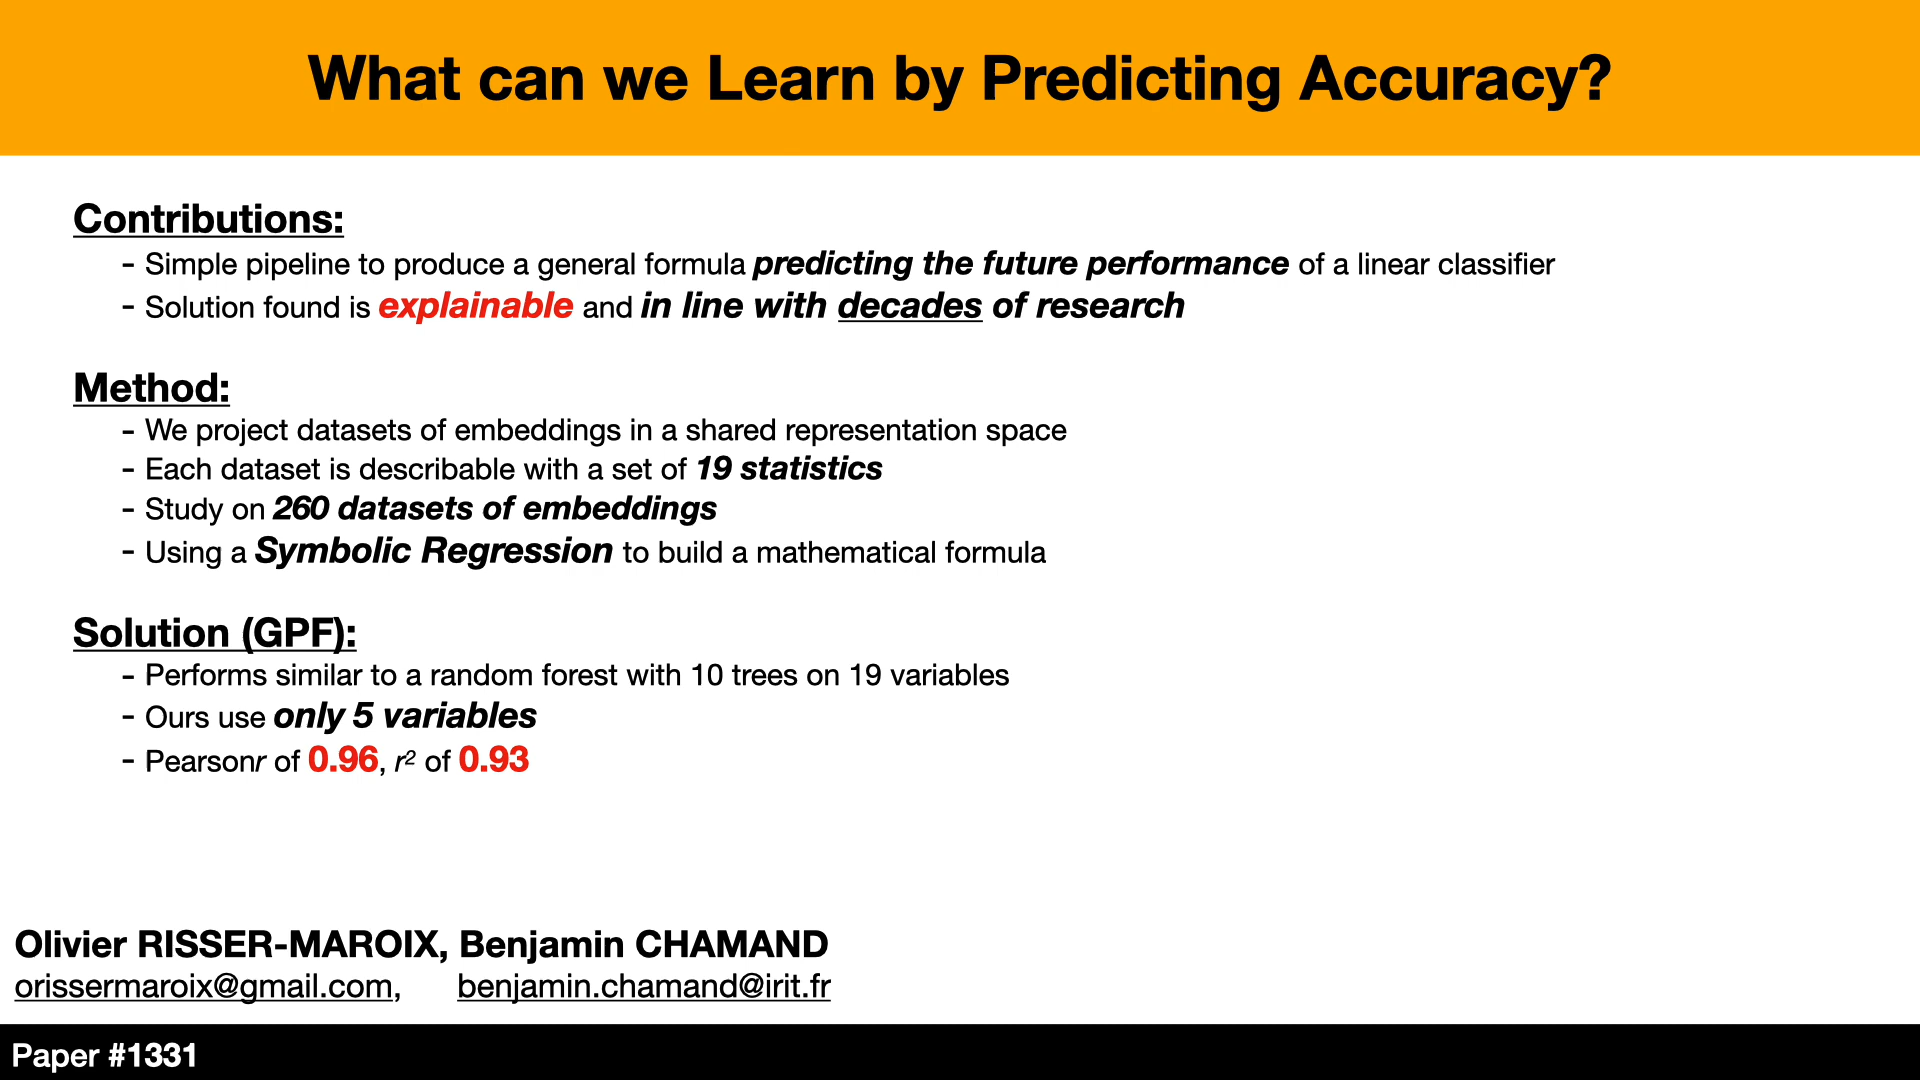 What can we Learn by Predicting Accuracy?
Contributions:
- Simple pipeline to produce a general formula predicting the future performance of a linear classifier
- Solution found is explainable and in line with decades of research
Method:
- We project datasets of embeddings in a shared representation space
- Each dataset is describable with a set of 19 statistics
- Study on 260 datasets of embeddings
- Using a Symbolic Regression to build a mathematical formula
Solution (GPF):
- Performs similar to a random forest with 10 trees on 19 variables
- Ours use only 5 variables
- Pearsonr of 0.96, r² of 0.93
Olivier RISSER-MAROIX, Benjamin CHAMAND
orissermaroix@gmail.com, benjamin.chamand@irit.fr
Paper #1331